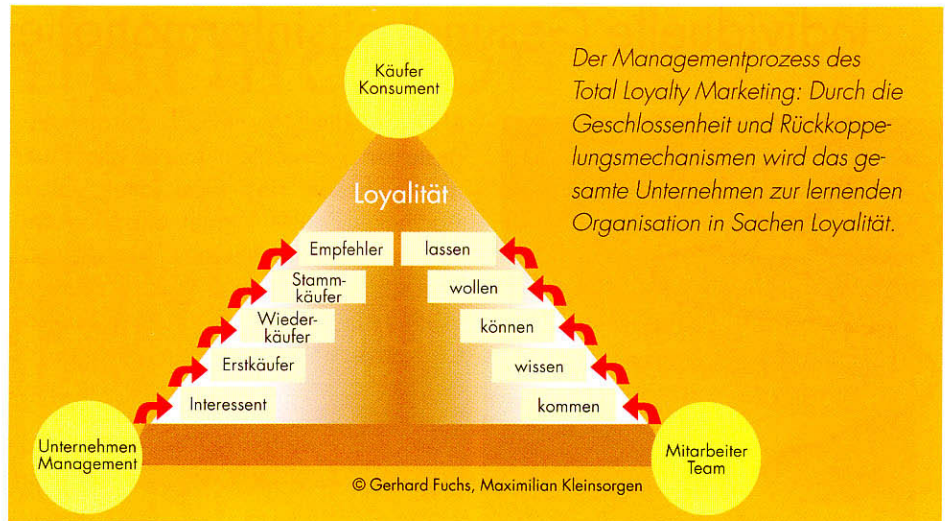 Käufer
Konsument
Der Managementprozess des
Total Loyalty Marketing: Durch die
Geschlossenheit und Rückkoppe-
lungsmechanismen wird das ge-
samte Unternehmen zur lernenden
Organisation in Sachen Loyalität.
Loyalität
Empfehler
lassen
Stamm-
käufer
wollen
Wieder-
käufer
können
Erstkäufer
wissen
Interessent
kommen
Unternehmen
Management
Mitarbeiter
Team
© Gerhard Fuchs, Maximilian Kleinsorgen